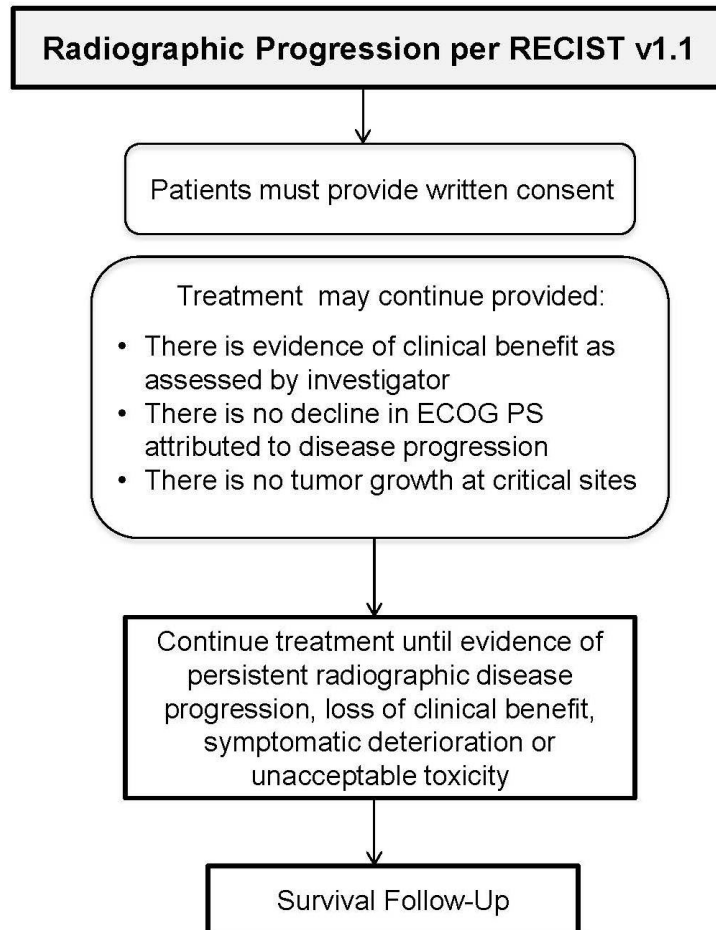 Radiographic Progression per RECIST v1.1
Patients must provide written consent
Treatment may continue provided:
• There is evidence of clinical benefit as
assessed by investigator
• There is no decline in ECOG PS
attributed to disease progression
• There is no tumor growth at critical sites
Continue treatment until evidence of
persistent radiographic disease
progression, loss of clinical benefit,
symptomatic deterioration or
unacceptable toxicity
Survival Follow-Up